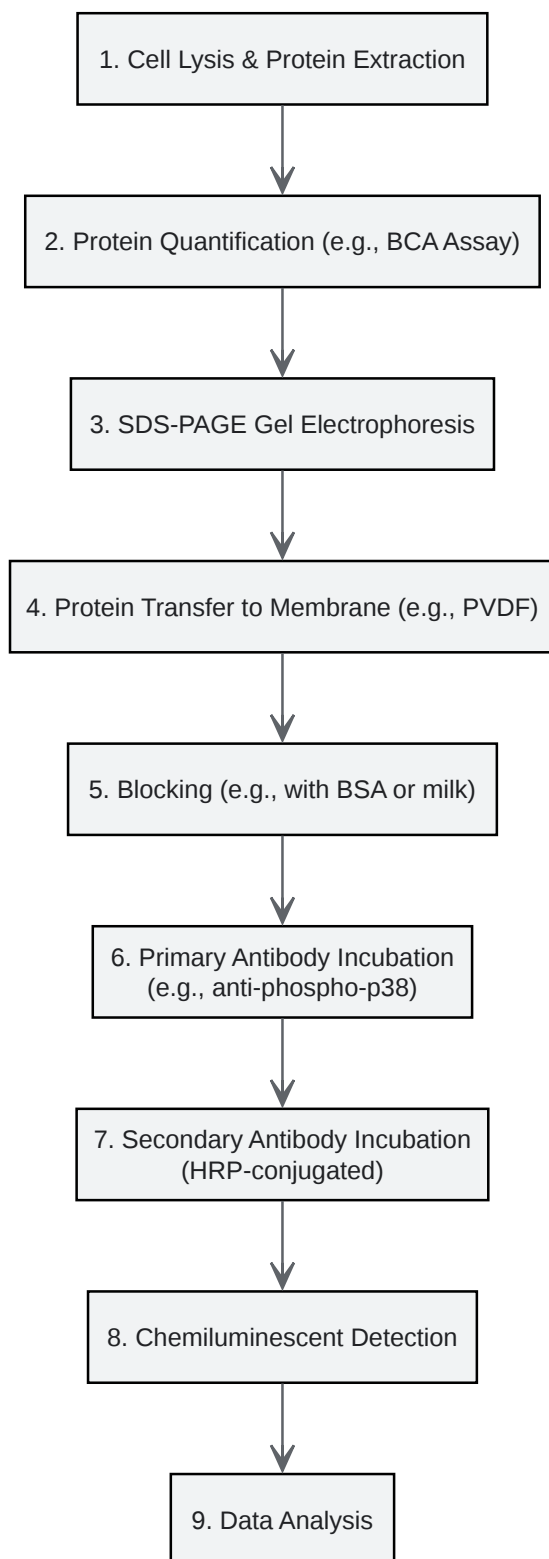 1. Cell Lysis & Protein Extraction
2. Protein Quantification (e.g., BCA Assay)
3. SDS-PAGE Gel Electrophoresis
4. Protein Transfer to Membrane (e.g., PVDF)
5. Blocking (e.g., with BSA or milk)
6. Primary Antibody Incubation
(e.g., anti-phospho-p38)
7. Secondary Antibody Incubation
(HRP-conjugated)
8. Chemiluminescent Detection
9. Data Analysis